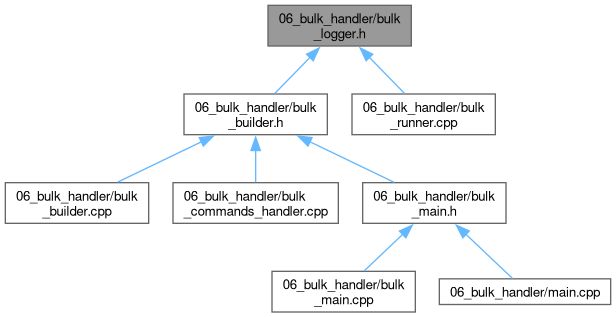 06_bulk_handler/bulk
_logger.h
06_bulk_handler/bulk
_builder.h
06_bulk_handler/bulk
_runner.cpp
06_bulk_handler/bulk
_builder.cpp
06_bulk_handler/bulk
_commands_handler.cpp
06_bulk_handler/bulk
_main.h
06_bulk_handler/bulk
_main.cpp
06_bulk_handler/main.cpp